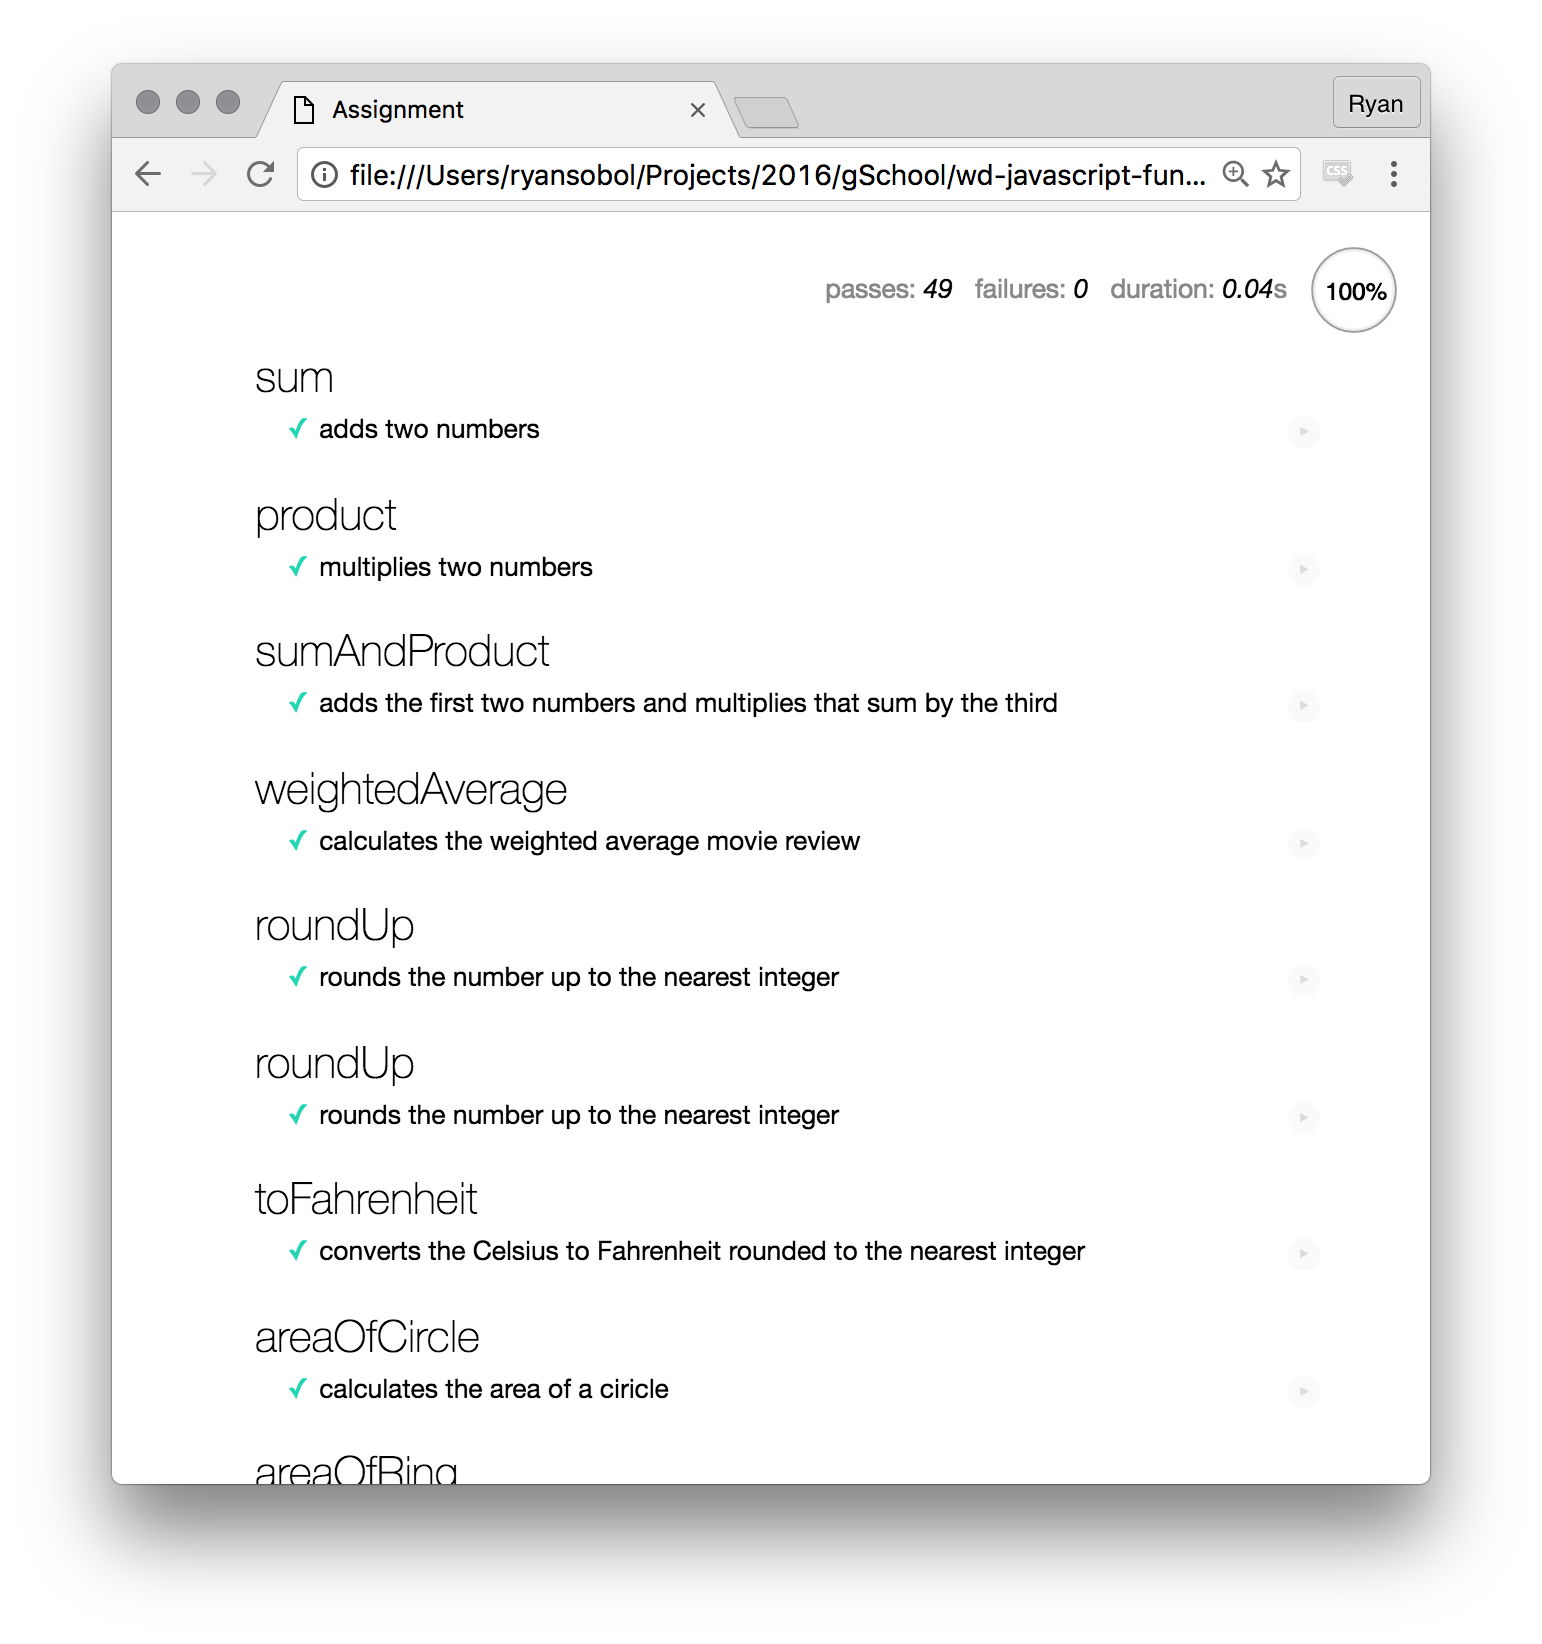 Assignment
Ryan
file:///Users/ryansobol/Projects/2016/gSchool/wd-javascript-fun...
CSS
passes: 49 failures: 0 duration: 0.04s 100%
sum
✓ adds two numbers
product
✓ multiplies two numbers
sumAndProduct
✓ adds the first two numbers and multiplies that sum by the third
weightedAverage
✓ calculates the weighted average movie review
roundUp
✓ rounds the number up to the nearest integer
roundUp
✓ rounds the number up to the nearest integer
toFahrenheit
✓ converts the Celsius to Fahrenheit rounded to the nearest integer
areaOfCircle
✓ calculates the area of a ciricle
areaOfRing